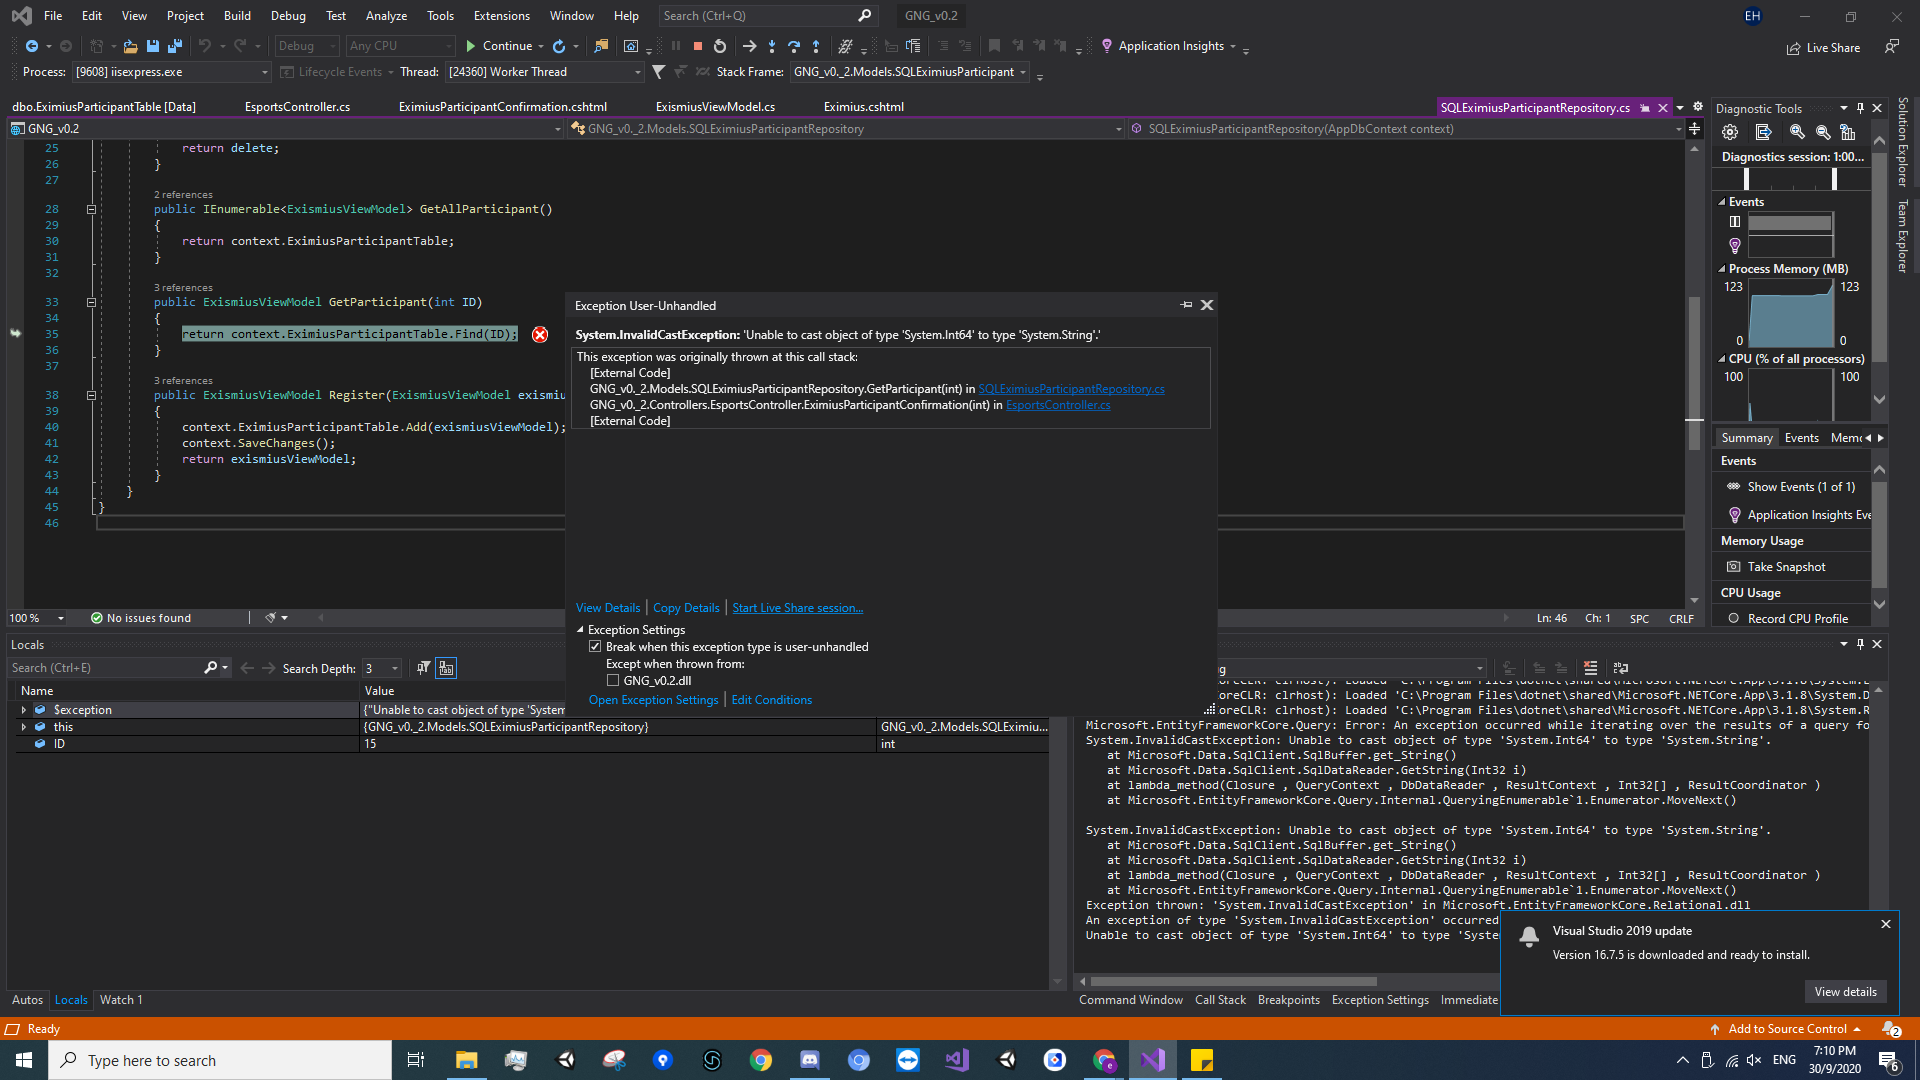 File Edit View Project Build Debug Test Analyze Tools Extensions Window Help Search (Ctrl+Q) GNG_v0.2 EH
Debug Any CPU Continue Application Insights Live Share
Process: [9608] iisexpress.exe Lifecycle Events Thread: [24360] Worker Thread Stack Frame: GNG_v0._2.Models.SQLEximiusParticipant
dbo.EximiusParticipantTable [Data] EsportsController.cs EximiusParticipantConfirmation.cshtml ExismiusViewModel.cs Eximius.cshtml SQLEximiusParticipantRepository.cs
GNG_v0.2 GNG_v0._2.Models.SQLEximiusParticipantRepository SQLEximiusParticipantRepository(AppDbContext context)
25 return delete;
26 }
27
2 references
28 public IEnumerable<ExismiusViewModel> GetAllParticipant()
29 {
30 return context.EximiusParticipantTable;
31 }
32
3 references
33 public ExismiusViewModel GetParticipant(int ID)
34 {
35 return context.EximiusParticipantTable.Find(ID);
36 }
37
3 references
38 public ExismiusViewModel Register(ExismiusViewModel exismiu
39 {
40 context.EximiusParticipantTable.Add(exismiusViewModel);
41 context.SaveChanges();
42 return exismiusViewModel;
43 }
44 }
45 }
46
Exception User-Unhandled
System.InvalidCastException: 'Unable to cast object of type 'System.Int64' to type 'System.String'.'
This exception was originally thrown at this call stack:
[External Code]
GNG_v0._2.Models.SQLEximiusParticipantRepository.GetParticipant(int) in SQLEximiusParticipantRepository.cs
GNG_v0._2.Controllers.EsportsController.EximiusParticipantConfirmation(int) in EsportsController.cs
[External Code]
View Details | Copy Details | Start Live Share session...
Exception Settings
Break when this exception type is user-unhandled
Except when thrown from:
GNG_v0.2.dll
Open Exception Settings | Edit Conditions
100 % No issues found Ln: 46 Ch: 1 SPC CRLF
Diagnostic Tools
Diagnostics session: 1:00...
Events
Process Memory (MB)
123 123
0 0
CPU (% of all processors)
100 100
Summary Events Memo
Events
Show Events (1 of 1)
Application Insights Eve
Memory Usage
Take Snapshot
CPU Usage
Record CPU Profile
Solution Explorer
Team Explorer
Locals
Search (Ctrl+E) Search Depth: 3
Name Value
$exception {"Unable to cast object of type 'System
this {GNG_v0._2.Models.SQLEximiusParticipantRepository} GNG_v0._2.Models.SQLEximiu...
ID 15 int
Autos Locals Watch 1
g
oreCLR: clrhost): Loaded 'C:\Program Files\dotnet\shared\Microsoft.NETCore.App\3.1.8\System.
CoreCLR: clrhost): Loaded 'C:\Program Files\dotnet\shared\Microsoft.NETCore.App\3.1.8\System.D
CoreCLR: clrhost): Loaded 'C:\Program Files\dotnet\shared\Microsoft.NETCore.App\3.1.8\System.R
Microsoft.EntityFrameworkCore.Query: Error: An exception occurred while iterating over the results of a query fo
System.InvalidCastException: Unable to cast object of type 'System.Int64' to type 'System.String'.
at Microsoft.Data.SqlClient.SqlBuffer.get_String()
at Microsoft.Data.SqlClient.SqlDataReader.GetString(Int32 i)
at lambda_method(Closure , QueryContext , DbDataReader , ResultContext , Int32[] , ResultCoordinator )
at Microsoft.EntityFrameworkCore.Query.Internal.QueryingEnumerable`1.Enumerator.MoveNext()
System.InvalidCastException: Unable to cast object of type 'System.Int64' to type 'System.String'.
at Microsoft.Data.SqlClient.SqlBuffer.get_String()
at Microsoft.Data.SqlClient.SqlDataReader.GetString(Int32 i)
at lambda_method(Closure , QueryContext , DbDataReader , ResultContext , Int32[] , ResultCoordinator )
at Microsoft.EntityFrameworkCore.Query.Internal.QueryingEnumerable`1.Enumerator.MoveNext()
Exception thrown: 'System.InvalidCastException' in Microsoft.EntityFrameworkCore.Relational.dll
An exception of type 'System.InvalidCastException' occurred
Unable to cast object of type 'System.Int64' to type 'Syste
Command Window Call Stack Breakpoints Exception Settings Immediate
Visual Studio 2019 update
Version 16.7.5 is downloaded and ready to install.
View details
Ready Add to Source Control 2
Type here to search ENG 7:10 PM
30/9/2020 6